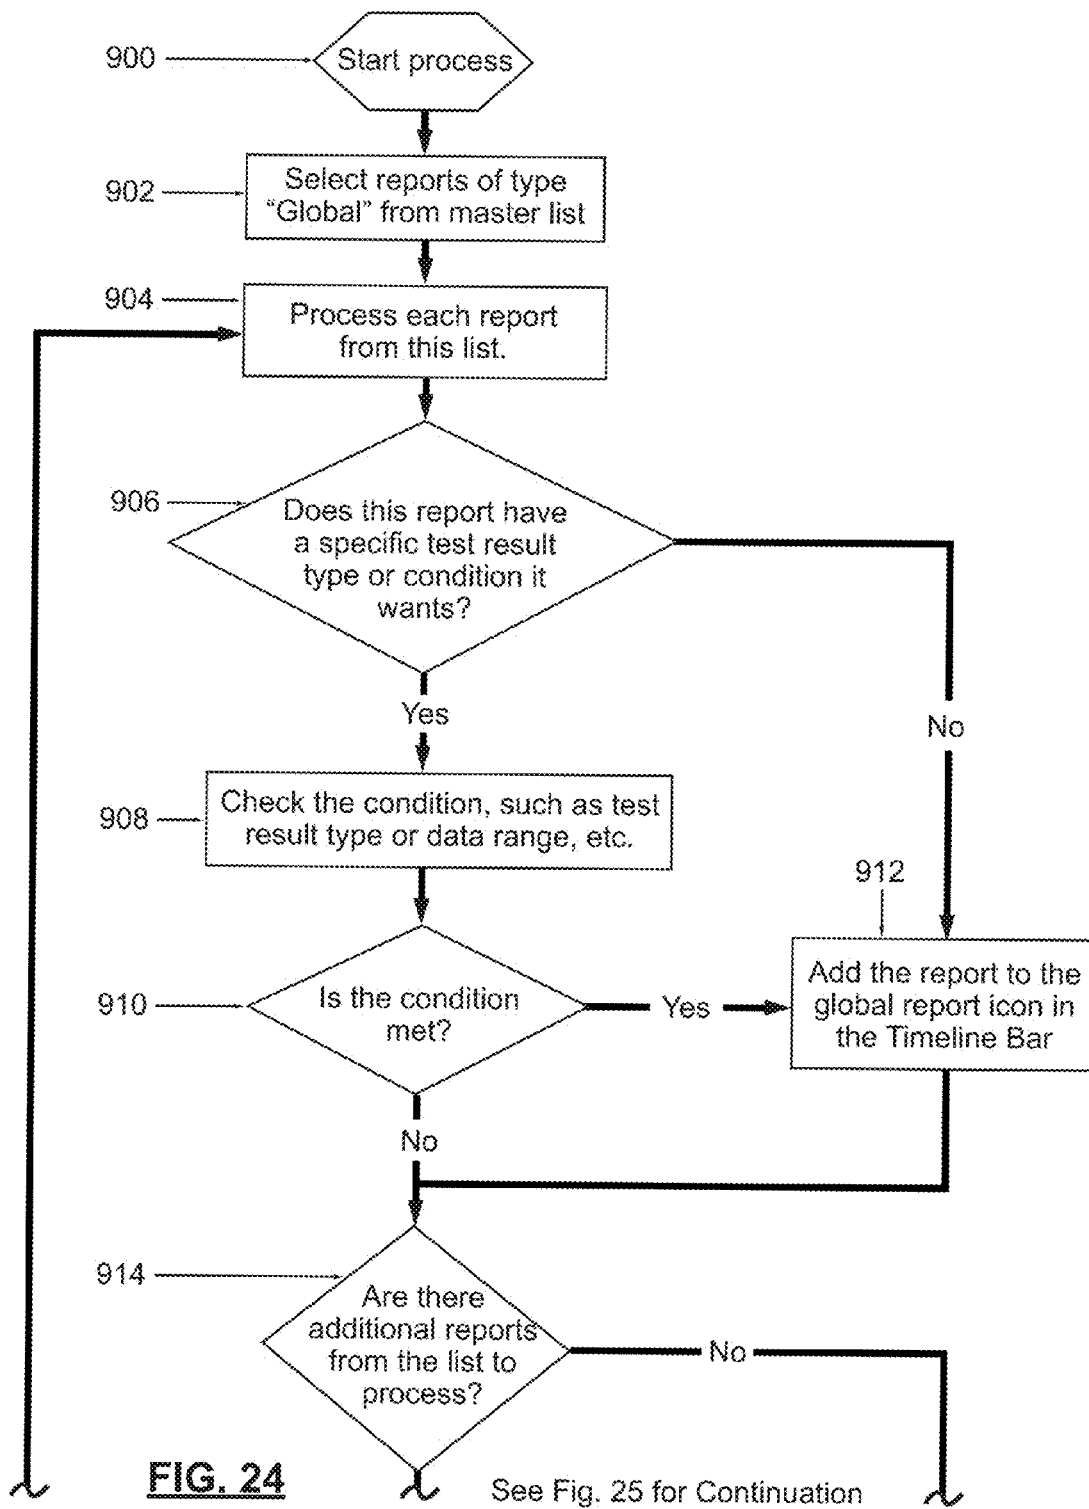 900
Start process
902
Select reports of type
“Global” from master list
904
Process each report
from this list.
906
Does this report have
a specific test result
type or condition it
wants?
Yes
No
908
Check the condition, such as test
result type or data range, etc.
912
Add the report to the
global report icon in
the Timeline Bar
910
Is the condition
met?
Yes
No
914
Are there
additional reports
from the list to
process?
No
FIG. 24
See Fig. 25 for Continuation